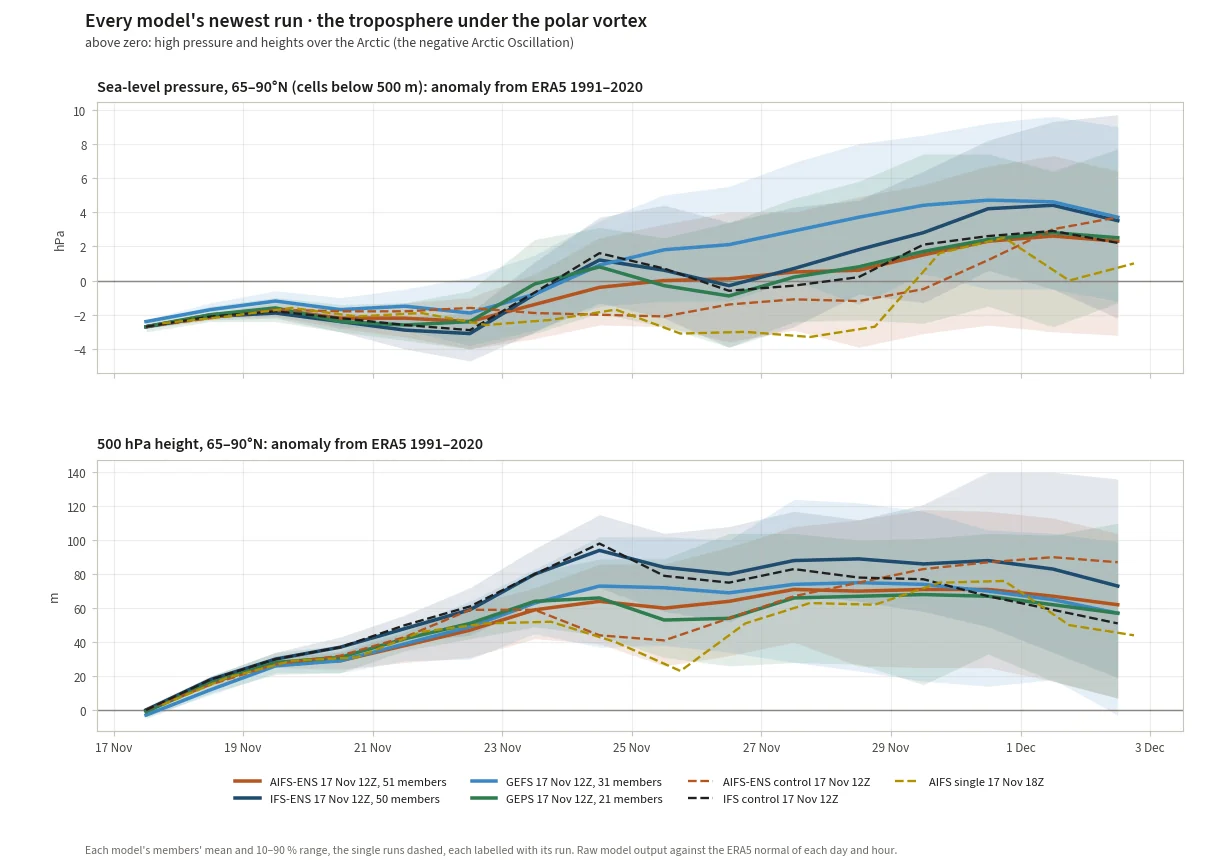 Every model's newest run · the troposphere under the polar vortex
above zero: high pressure and heights over the Arctic (the negative Arctic Oscillation)
Sea-level pressure, 65–90°N (cells below 500 m): anomaly from ERA5 1991–2020
10
8
6
4
2
0
−2
−4
hPa
500 hPa height, 65–90°N: anomaly from ERA5 1991–2020
140
120
100
80
60
40
20
0
m
17 Nov 19 Nov 21 Nov 23 Nov 25 Nov 27 Nov 29 Nov 1 Dec 3 Dec
AIFS-ENS 17 Nov 12Z, 51 members GEFS 17 Nov 12Z, 31 members AIFS-ENS control 17 Nov 12Z AIFS single 17 Nov 18Z
IFS-ENS 17 Nov 12Z, 50 members GEPS 17 Nov 12Z, 21 members IFS control 17 Nov 12Z
Each model's members' mean and 10–90 % range, the single runs dashed, each labelled with its run. Raw model output against the ERA5 normal of each day and hour.